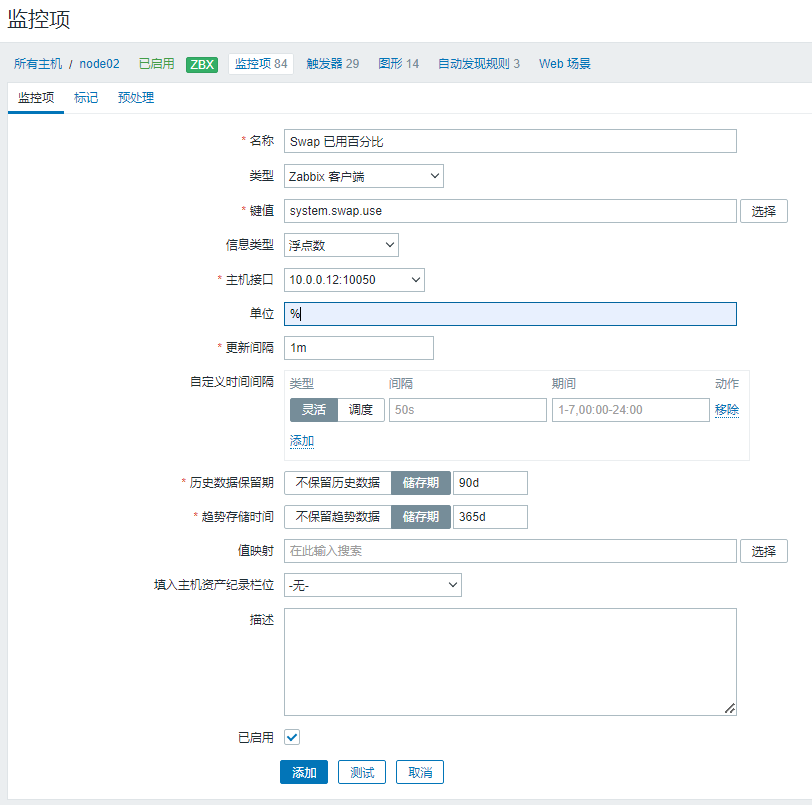 监控项
所有主机 / node02 已启用 ZBX 监控项 84 触发器 29 图形 14 自动发现规则 3 Web 场景
监控项 标记 预处理
* 名称 Swap 已用百分比
类型 Zabbix 客户端
* 键值 system.swap.use 选择
信息类型 浮点数
* 主机接口 10.0.0.12:10050
单位 %
* 更新间隔 1m
自定义时间间隔 类型 间隔 期间 动作
灵活 调度 50s 1-7,00:00-24:00 移除
添加
* 历史数据保留期 不保留历史数据 储存期 90d
* 趋势存储时间 不保留趋势数据 储存期 365d
值映射 在此输入搜索 选择
填入主机资产纪录栏位 -无-
描述
已启用
添加 测试 取消